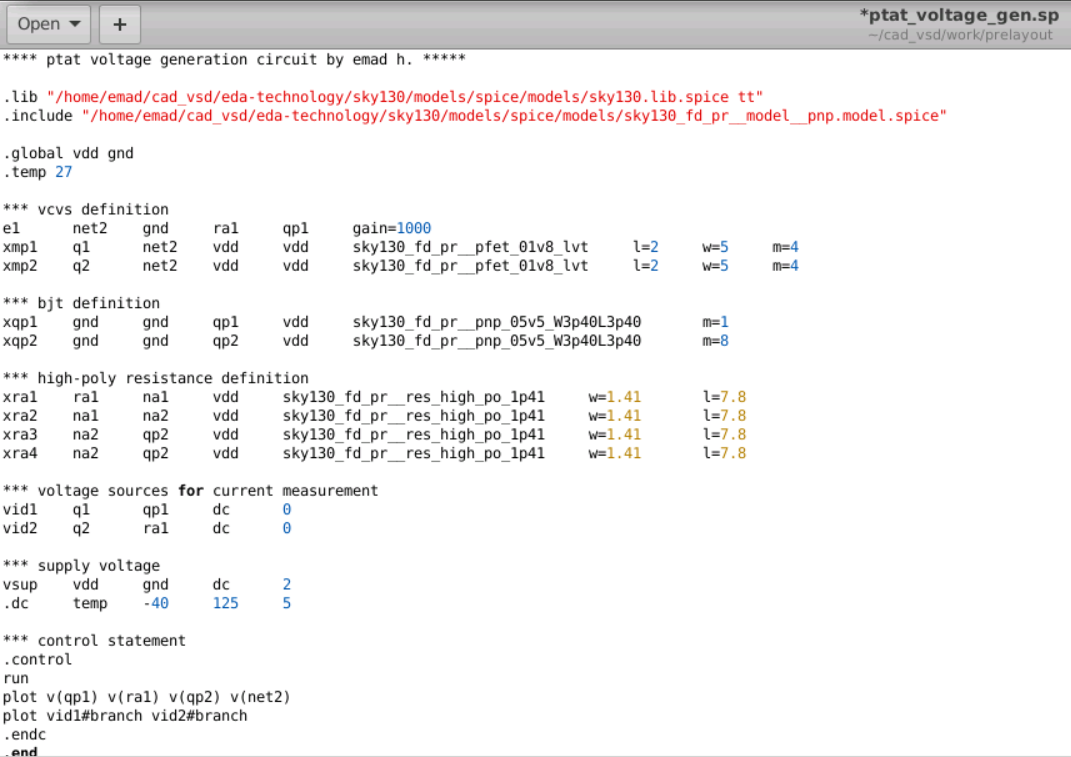 Open +
*ptat_voltage_gen.sp
~/cad_vsd/work/prelayout
**** ptat voltage generation circuit by emad h. *****
.lib "/home/emad/cad_vsd/eda-technology/sky130/models/spice/models/sky130.lib.spice tt"
.include "/home/emad/cad_vsd/eda-technology/sky130/models/spice/models/sky130_fd_pr__model__pnp.model.spice"
.global vdd gnd
.temp 27
*** vcvs definition
e1 net2 gnd ra1 qp1 gain=1000
xmp1 q1 net2 vdd vdd sky130_fd_pr__pfet_01v8_lvt l=2 w=5 m=4
xmp2 q2 net2 vdd vdd sky130_fd_pr__pfet_01v8_lvt l=2 w=5 m=4
*** bjt definition
xqp1 gnd gnd qp1 vdd sky130_fd_pr__pnp_05v5_W3p40L3p40 m=1
xqp2 gnd gnd qp2 vdd sky130_fd_pr__pnp_05v5_W3p40L3p40 m=8
*** high-poly resistance definition
xra1 ra1 na1 vdd sky130_fd_pr__res_high_po_1p41 w=1.41 l=7.8
xra2 na1 na2 vdd sky130_fd_pr__res_high_po_1p41 w=1.41 l=7.8
xra3 na2 qp2 vdd sky130_fd_pr__res_high_po_1p41 w=1.41 l=7.8
xra4 na2 qp2 vdd sky130_fd_pr__res_high_po_1p41 w=1.41 l=7.8
*** voltage sources for current measurement
vid1 q1 qp1 dc 0
vid2 q2 ra1 dc 0
*** supply voltage
vsup vdd gnd dc 2
.dc temp -40 125 5
*** control statement
.control
run
plot v(qp1) v(ra1) v(qp2) v(net2)
plot vid1#branch vid2#branch
.endc
.end